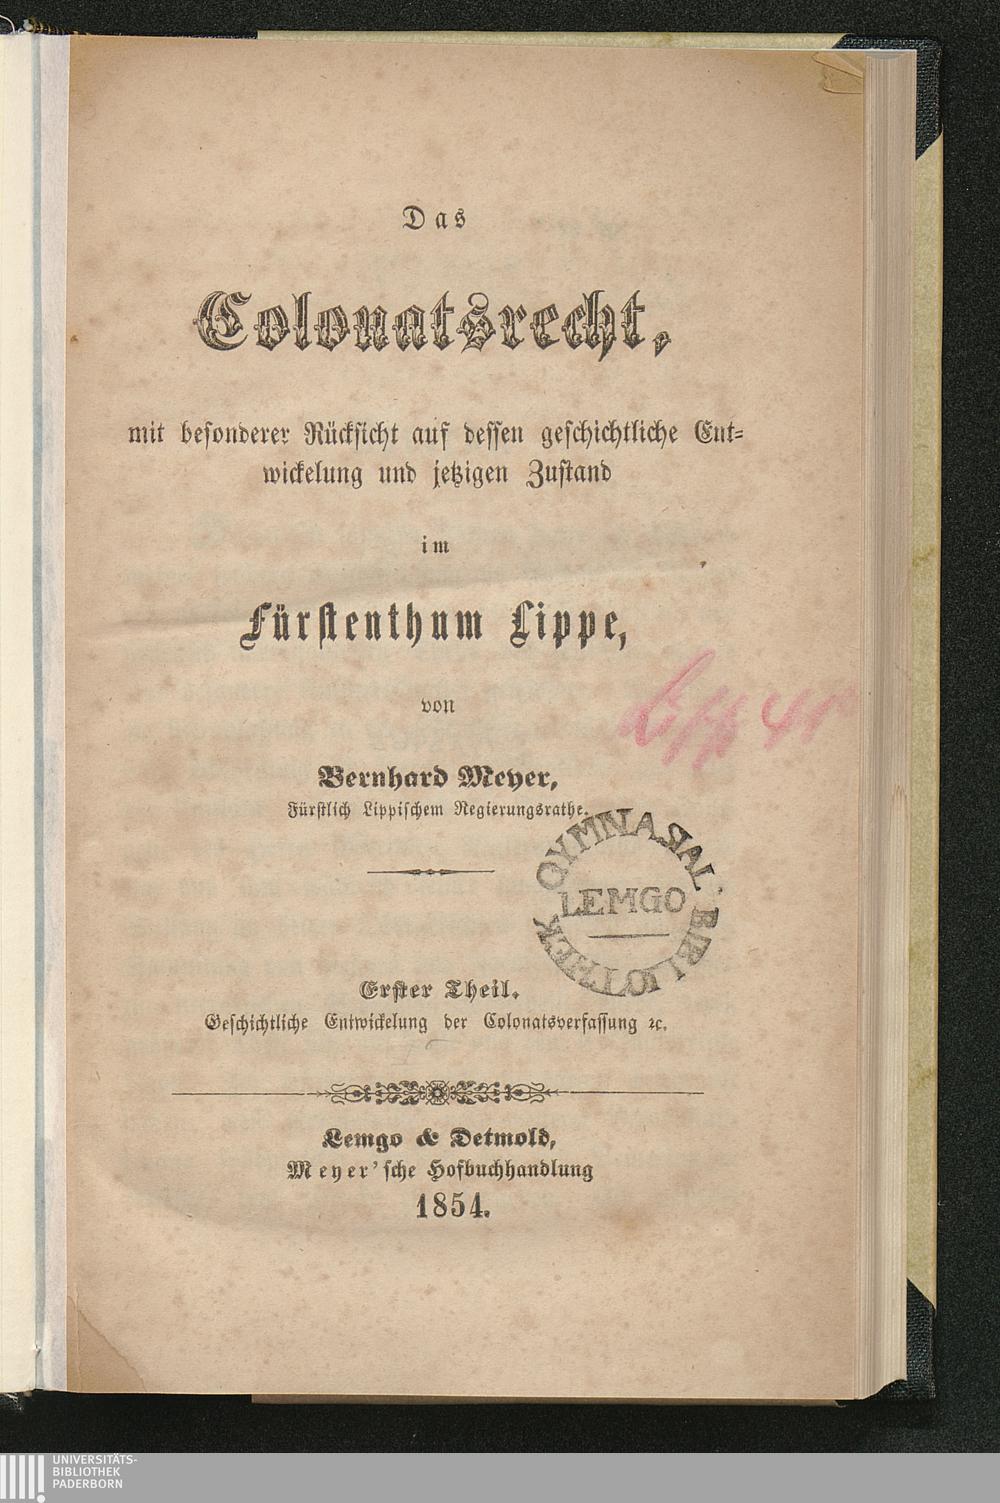 Das
Colonatsrecht,
mit besonderer Rücksicht auf dessen geschichtliche Ent-
wickelung und jetzigen Zustand
im
Fürstenthum Lippe,
von
Bernhard Meyer,
Fürstlich Lippischem Regierungsrathe.
GYMNASIAL BIBLIOTHEK
LEMGO
Erster Theil.
Geschichtliche Entwickelung der Colonatsverfassung ꝛc.
Lemgo & Detmold,
Meyer'sche Hofbuchhandlung
1854.
UNIVERSITÄTS-
BIBLIOTHEK
PADERBORN